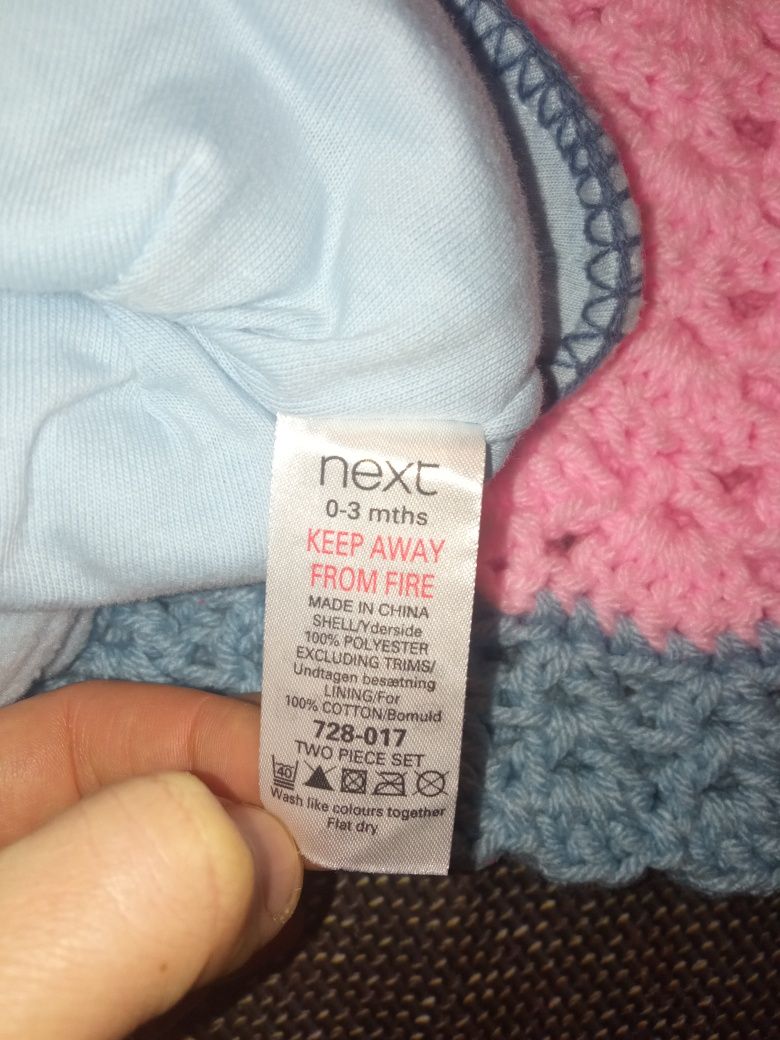 next
0-3 mths
KEEP AWAY
FROM FIRE
MADE IN CHINA
SHELL/Yderside
100% POLYESTER
EXCLUDING TRIMS/
Undtagen besætning
LINING/For
100% COTTON/Bomuld
728-017
TWO PIECE SET
40
Wash like colours together
Flat dry